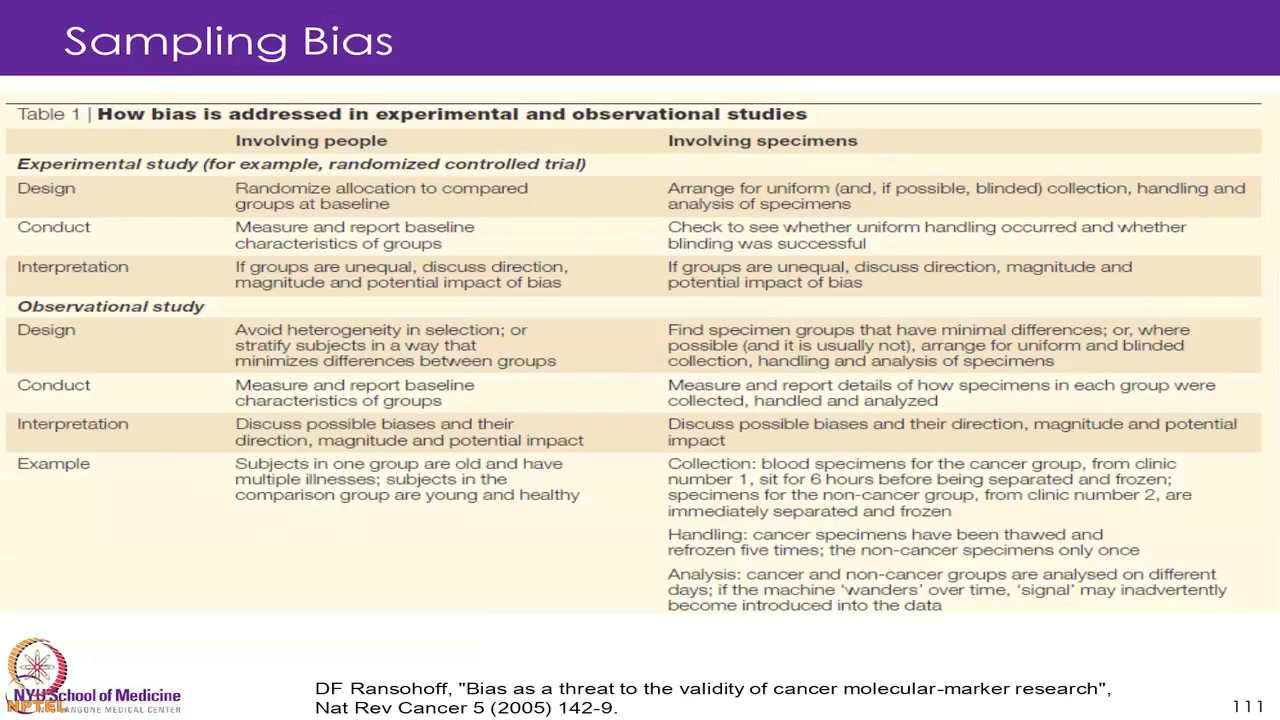 Sampling Bias
Table 1 | How bias is addressed in experimental and observational studies
Involving people Involving specimens
Experimental study (for example, randomized controlled trial)
Design Randomize allocation to compared Arrange for uniform (and, if possible, blinded) collection, handling and
groups at baseline analysis of specimens
Conduct Measure and report baseline Check to see whether uniform handling occurred and whether
characteristics of groups blinding was successful
Interpretation If groups are unequal, discuss direction, If groups are unequal, discuss direction, magnitude and
magnitude and potential impact of bias potential impact of bias
Observational study
Design Avoid heterogeneity in selection; or Find specimen groups that have minimal differences; or, where
stratify subjects in a way that possible (and it is usually not), arrange for uniform and blinded
minimizes differences between groups collection, handling and analysis of specimens
Conduct Measure and report baseline Measure and report details of how specimens in each group were
characteristics of groups collected, handled and analyzed
Interpretation Discuss possible biases and their Discuss possible biases and their direction, magnitude and potential
direction, magnitude and potential impact impact
Example Subjects in one group are old and have Collection: blood specimens for the cancer group, from clinic
multiple illnesses; subjects in the number 1, sit for 6 hours before being separated and frozen;
comparison group are young and healthy specimens for the non-cancer group, from clinic number 2, are
immediately separated and frozen
Handling: cancer specimens have been thawed and
refrozen five times; the non-cancer specimens only once
Analysis: cancer and non-cancer groups are analysed on different
days; if the machine ‘wanders’ over time, ‘signal’ may inadvertently
become introduced into the data
NYU School of Medicine
NPTEL LANGONE MEDICAL CENTER
DF Ransohoff, "Bias as a threat to the validity of cancer molecular-marker research",
Nat Rev Cancer 5 (2005) 142-9.
111